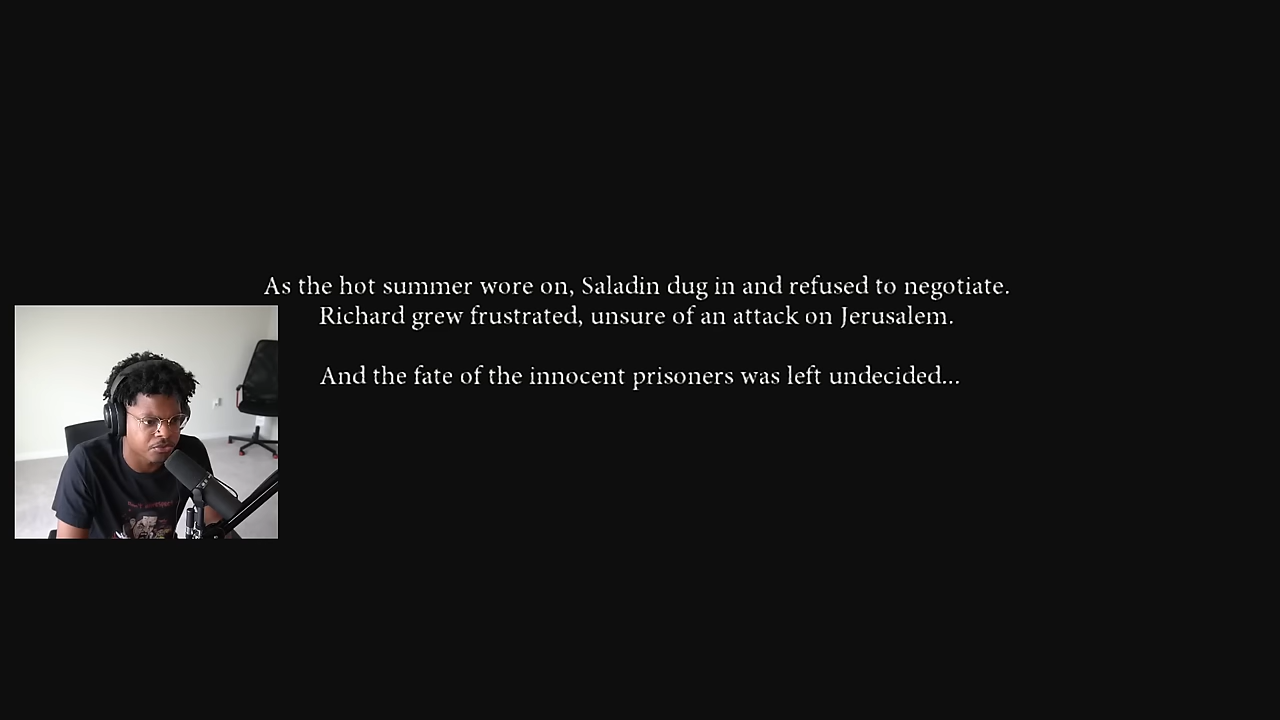 As the hot summer wore on, Saladin dug in and refused to negotiate.
Richard grew frustrated, unsure of an attack on Jerusalem.
And the fate of the innocent prisoners was left undecided...